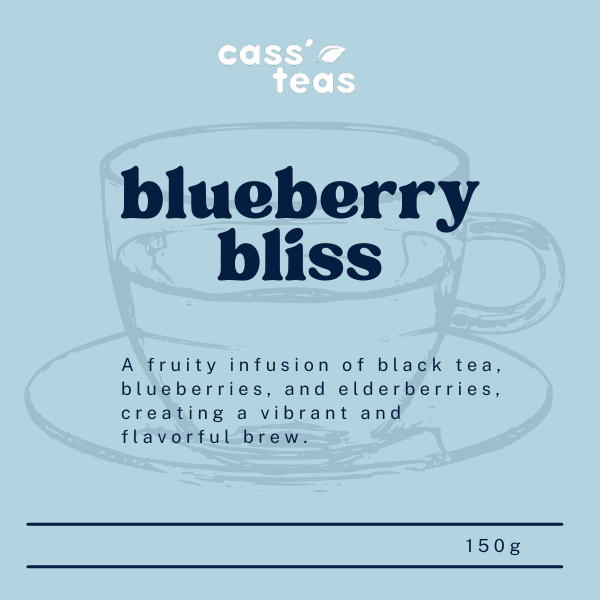 cass'
teas
blueberry
bliss
A fruity infusion of black tea,
blueberries, and elderberries,
creating a vibrant and
flavorful brew.
150g